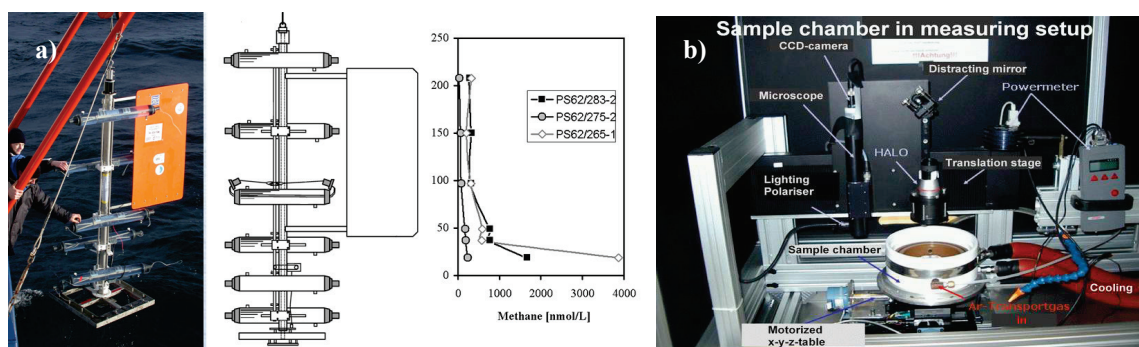 a)
250
200
150
100
50
0
PS62/283-2
PS62/275-2
PS62/265-1
0 1000 2000 3000 4000
Methane [nmol/L]
b)
Sample chamber in measuring setup
CCD-camera
Distracting mirror
Microscope
Powermeter
HALO
Translation stage
Lighting
Polariser
Sample chamber
Cooling
Ar-Transportgas
in
Motorized
x-y-z-table